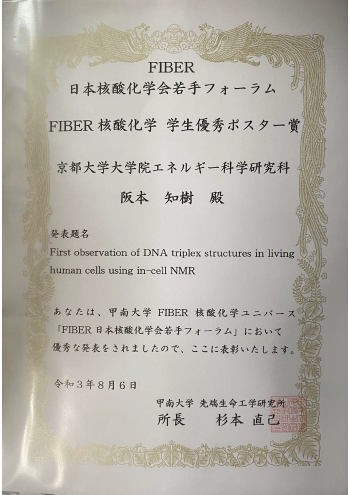 FIBER
日本核酸化学会若手フォーラム
FIBER 核酸化学 学生優秀ポスター賞
京都大学大学院エネルギー科学研究科
阪本 知樹 殿
発表題名
First observation of DNA triplex structures in living
human cells using in-cell NMR
あなたは、甲南大学 FIBER 核酸化学ユニバース
「FIBER 日本核酸化学会若手フォーラム」において
優秀な発表をされましたので、ここに表彰いたします。
令和3年8月6日
甲南大学 先端生命工学研究所
所長 杉本 直己